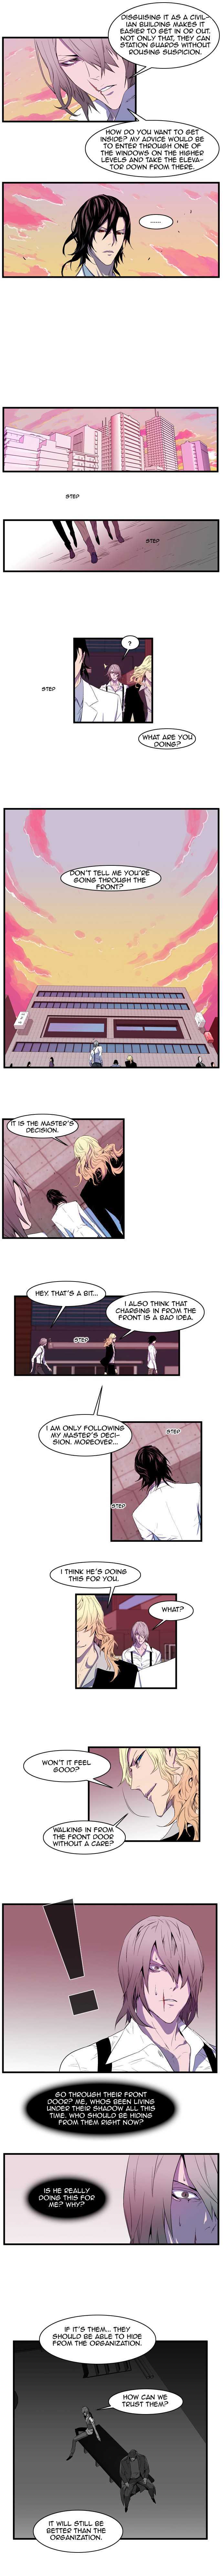 DISGUISING IT AS A CIVIL-
IAN BUILDING MAKES IT
EASIER TO GET IN OR OUT.
NOT ONLY THAT, THEY CAN
STATION GUARDS WITHOUT
ROUSING SUSPICION.
HOW DO YOU WANT TO GET
INSIDE? MY ADVICE WOULD BE
TO ENTER THROUGH ONE OF
THE WINDOWS ON THE HIGHER
LEVELS AND TAKE THE ELEVA-
TOR DOWN FROM THERE.
......
STEP
STEP
?
STEP
WHAT ARE YOU
DOING?
DON'T TELL ME YOU'RE
GOING THROUGH THE
FRONT?
IT IS THE MASTER'S
DECISION.
HEY. THAT'S A BIT...
I ALSO THINK THAT
CHARGING IN FROM THE
FRONT IS A BAD IDEA.
STEP
I AM ONLY FOLLOWING
MY MASTER'S DECI-
SION. MOREOVER...
STEP
STEP
I THINK HE'S DOING
THIS FOR YOU.
WHAT?
WON'T IT FEEL
GOOD?
WALKING IN FROM
THE FRONT DOOR
WITHOUT A CARE?
!
GO THROUGH THEIR FRONT
DOOR? ME, WHO'S BEEN LIVING
UNDER THEIR SHADOW ALL THIS
TIME, WHO SHOULD BE HIDING
FROM THEM RIGHT NOW?
IS HE REALLY
DOING THIS FOR
ME? WHY?
IF IT'S THEM... THEY
SHOULD BE ABLE TO HIDE
FROM THE ORGANIZATION.
HOW CAN WE
TRUST THEM?
IT WILL STILL BE
BETTER THAN THE
ORGANIZATION.